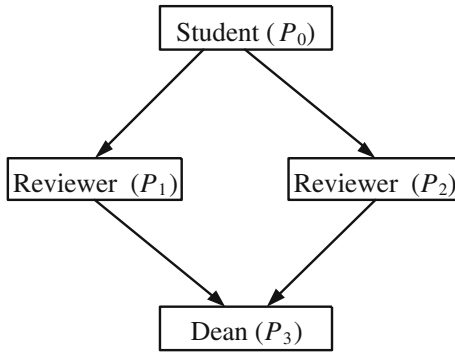 Student (P₀)
Reviewer (P₁)
Reviewer (P₂)
Dean (P₃)